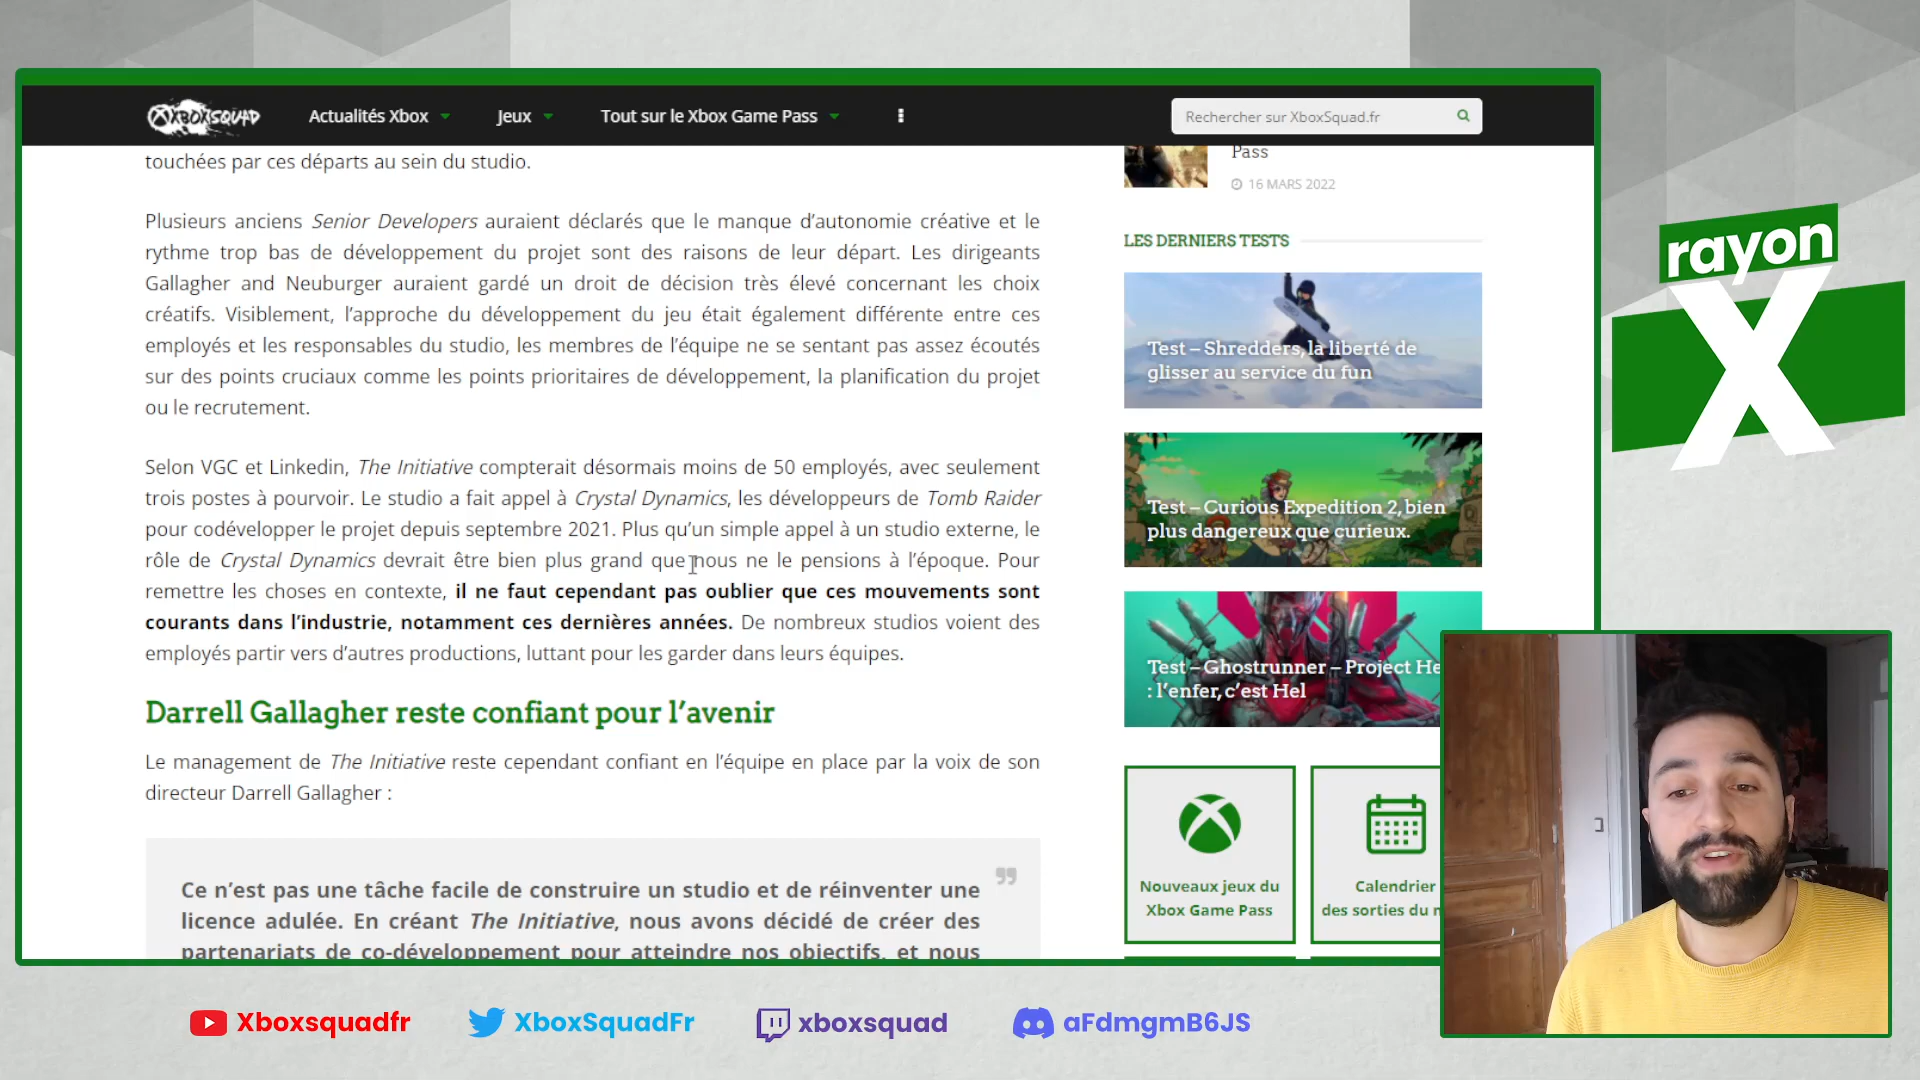 XBOXSQUAD
Actualités Xbox
Jeux
Tout sur le Xbox Game Pass
Rechercher sur XboxSquad.fr
touchées par ces départs au sein du studio.
Plusieurs anciens Senior Developers auraient déclarés que le manque d’autonomie créative et le
rythme trop bas de développement du projet sont des raisons de leur départ. Les dirigeants
Gallagher and Neuburger auraient gardé un droit de décision très élevé concernant les choix
créatifs. Visiblement, l’approche du développement du jeu était également différente entre ces
employés et les responsables du studio, les membres de l’équipe ne se sentant pas assez écoutés
sur des points cruciaux comme les points prioritaires de développement, la planification du projet
ou le recrutement.
Selon VGC et Linkedin, The Initiative compterait désormais moins de 50 employés, avec seulement
trois postes à pourvoir. Le studio a fait appel à Crystal Dynamics, les développeurs de Tomb Raider
pour codévelopper le projet depuis septembre 2021. Plus qu’un simple appel à un studio externe, le
rôle de Crystal Dynamics devrait être bien plus grand que nous ne le pensions à l’époque. Pour
remettre les choses en contexte, il ne faut cependant pas oublier que ces mouvements sont
courants dans l’industrie, notamment ces dernières années. De nombreux studios voient des
employés partir vers d’autres productions, luttant pour les garder dans leurs équipes.
Darrell Gallagher reste confiant pour l’avenir
Le management de The Initiative reste cependant confiant en l’équipe en place par la voix de son
directeur Darrell Gallagher :
Ce n’est pas une tâche facile de construire un studio et de réinventer une
licence adulée. En créant The Initiative, nous avons décidé de créer des
partenariats de co-développement pour atteindre nos objectifs, et nous
Pass
16 MARS 2022
LES DERNIERS TESTS
Test – Shredders, la liberté de
glisser au service du fun
Test – Curious Expedition 2, bien
plus dangereux que curieux.
Test – Ghostrunner – Project He
: l’enfer, c’est Hel
Nouveaux jeux du
Xbox Game Pass
Calendrier
des sorties du m
rayon
X
Xboxsquadfr
XboxSquadFr
xboxsquad
aFdmgmB6JS